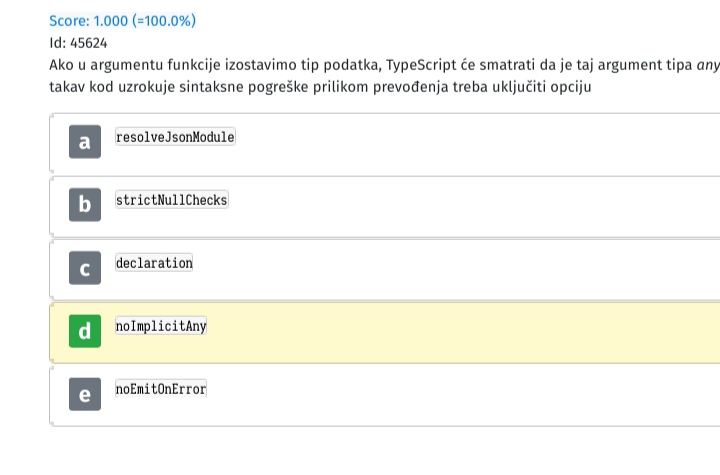 Score: 1.000 (=100.0%)
Id: 45624
Ako u argumentu funkcije izostavimo tip podatka, TypeScript će smatrati da je taj argument tipa any
takav kod uzrokuje sintaksne pogreške prilikom prevođenja treba uključiti opciju
a resolveJsonModule
b strictNullChecks
c declaration
d noImplicitAny
e noEmitOnError